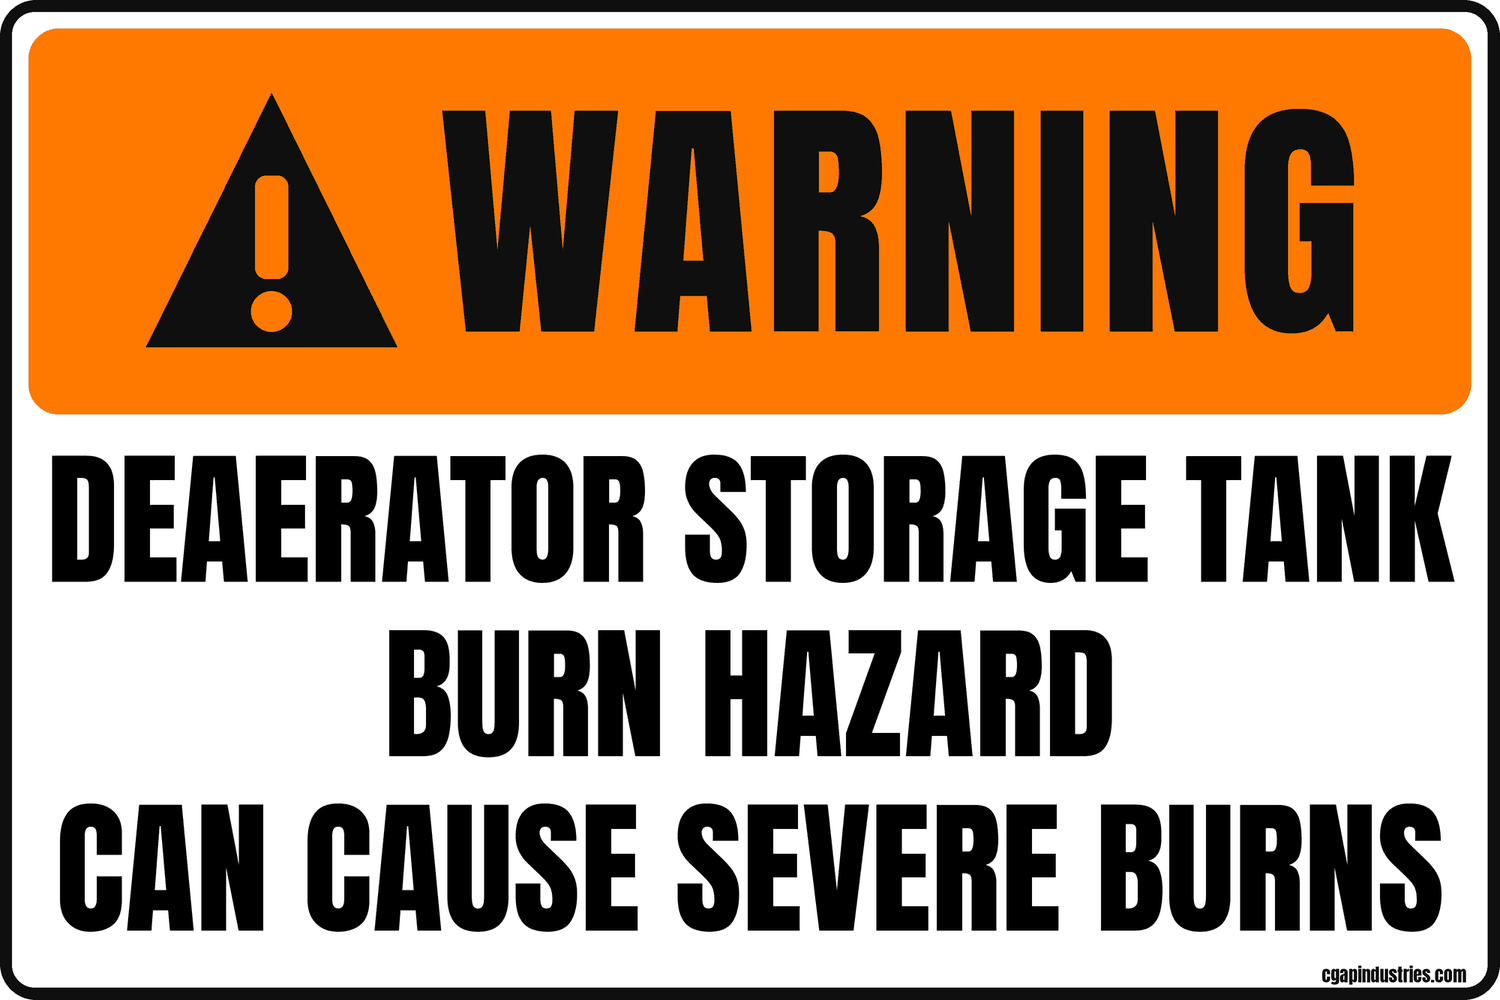 WARNING
DEAERATOR STORAGE TANK
BURN HAZARD
CAN CAUSE SEVERE BURNS
cgapindustries.com